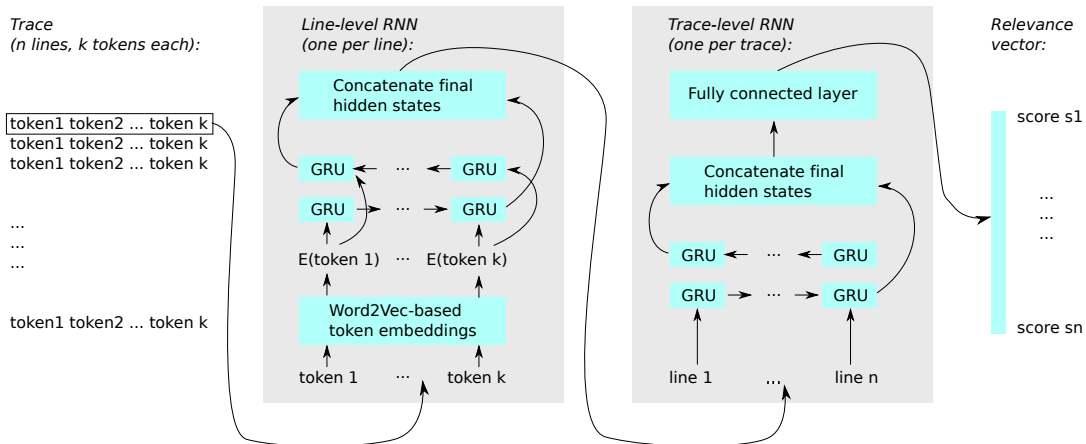 Trace
(n lines, k tokens each):
token1 token2 ... token k
token1 token2 ... token k
token1 token2 ... token k
...
...
...
token1 token2 ... token k
Line-level RNN
(one per line):
Concatenate final
hidden states
GRU ... GRU
GRU ... GRU
E(token 1) ... E(token k)
Word2Vec-based
token embeddings
token 1 ... token k
Trace-level RNN
(one per trace):
Fully connected layer
Concatenate final
hidden states
GRU ... GRU
GRU ... GRU
line 1 ... line n
Relevance
vector:
score s1
...
...
...
score sn